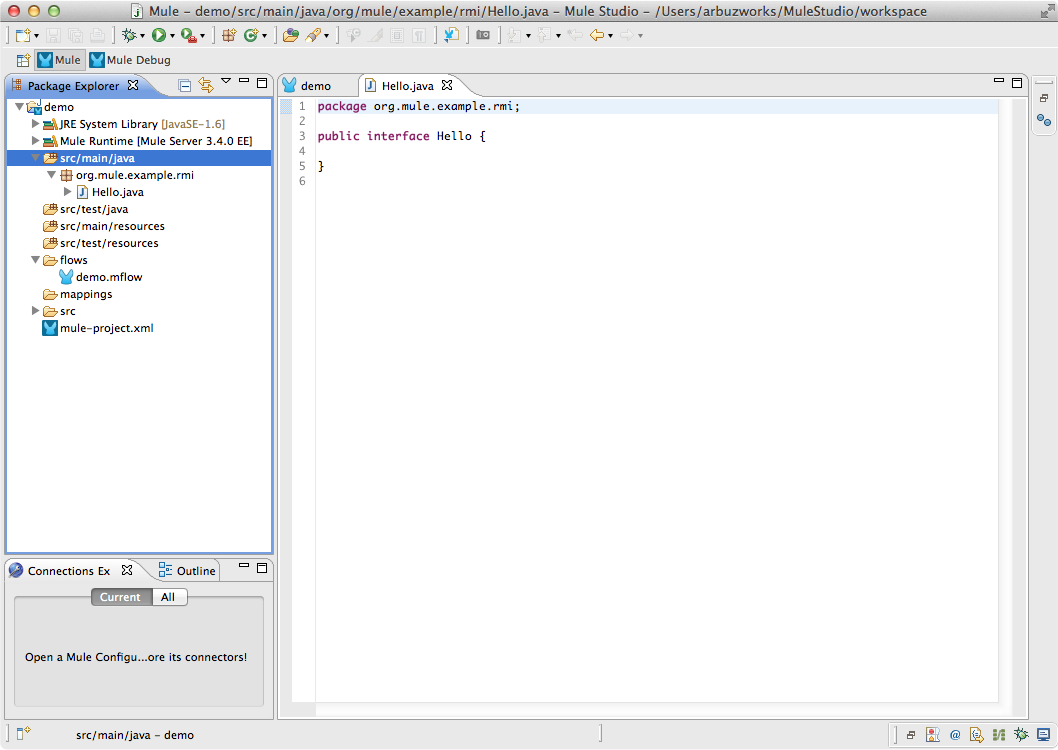 Mule - demo/src/main/java/org/mule/example/rmi/Hello.java - Mule Studio - /Users/arbuzworks/MuleStudio/workspace
Mule Mule Debug
Package Explorer
demo
JRE System Library [JavaSE-1.6]
Mule Runtime [Mule Server 3.4.0 EE]
src/main/java
org.mule.example.rmi
Hello.java
src/test/java
src/main/resources
src/test/resources
flows
demo.mflow
mappings
src
mule-project.xml
demo Hello.java
1 package org.mule.example.rmi;
2
3 public interface Hello {
4
5 }
6
Connections Ex Outline
Current All
Open a Mule Configu...ore its connectors!
src/main/java - demo